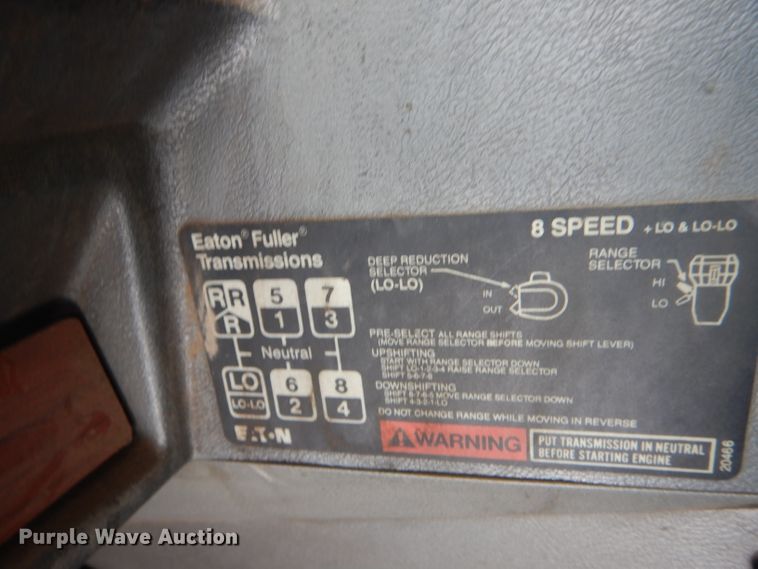 Eaton® Fuller®
Transmissions
8 SPEED + LO & LO-LO
R R 5 7
R 1 3
Neutral
LO 6 8
LO-LO 2 4
EATON
DEEP REDUCTION
SELECTOR
(LO-LO)
IN
OUT
RANGE
SELECTOR
HI
LO
PRE-SELECT ALL RANGE SHIFTS
(MOVE RANGE SELECTOR BEFORE MOVING SHIFT LEVER)
UPSHIFTING
START WITH RANGE SELECTOR DOWN
SHIFT LO-1-2-3-4 RAISE RANGE SELECTOR
SHIFT 5-6-7-8
DOWNSHIFTING
SHIFT 8-7-6-5 MOVE RANGE SELECTOR DOWN
SHIFT 4-3-2-1-LO
DO NOT CHANGE RANGE WHILE MOVING IN REVERSE
WARNING
PUT TRANSMISSION IN NEUTRAL
BEFORE STARTING ENGINE
20466
Purple Wave Auction